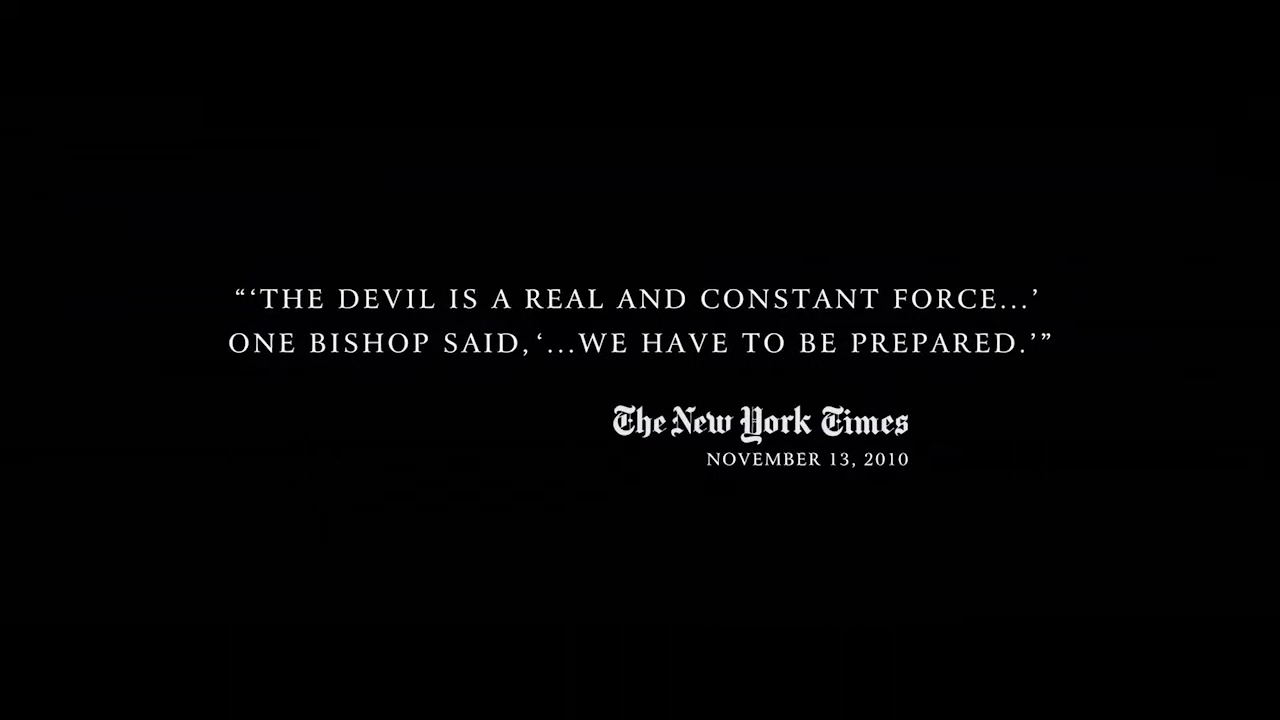 “‘THE DEVIL IS A REAL AND CONSTANT FORCE...’
ONE BISHOP SAID, ‘...WE HAVE TO BE PREPARED.’”
The New York Times
NOVEMBER 13, 2010